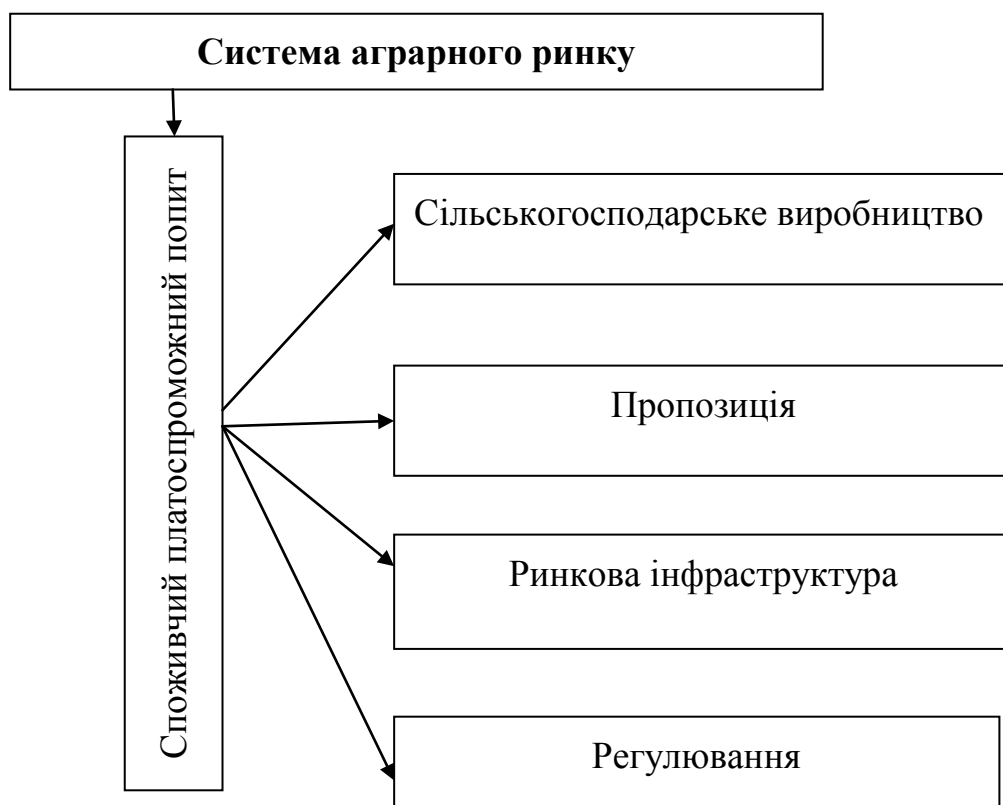 Система аграрного ринку
Споживчий платоспроможний попит
Сільськогосподарське виробництво
Пропозиція
Ринкова інфраструктура
Регулювання